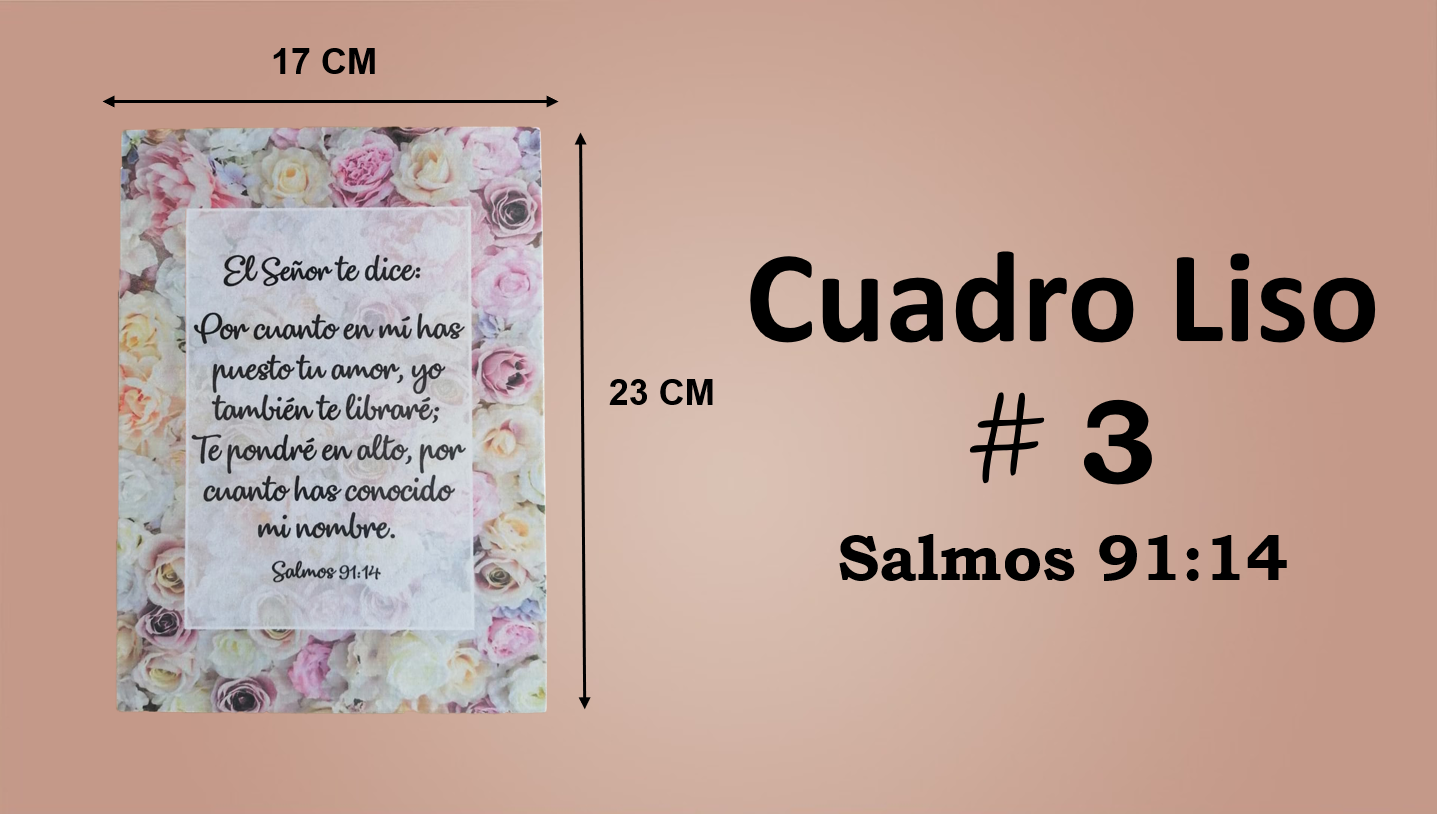 17 CM
El Señor te dice:
Por cuanto en mí has
puesto tu amor, yo
también te libraré;
Te pondré en alto, por
cuanto has conocido
mi nombre.
Salmos 91:14
23 CM
Cuadro Liso
# 3
Salmos 91:14